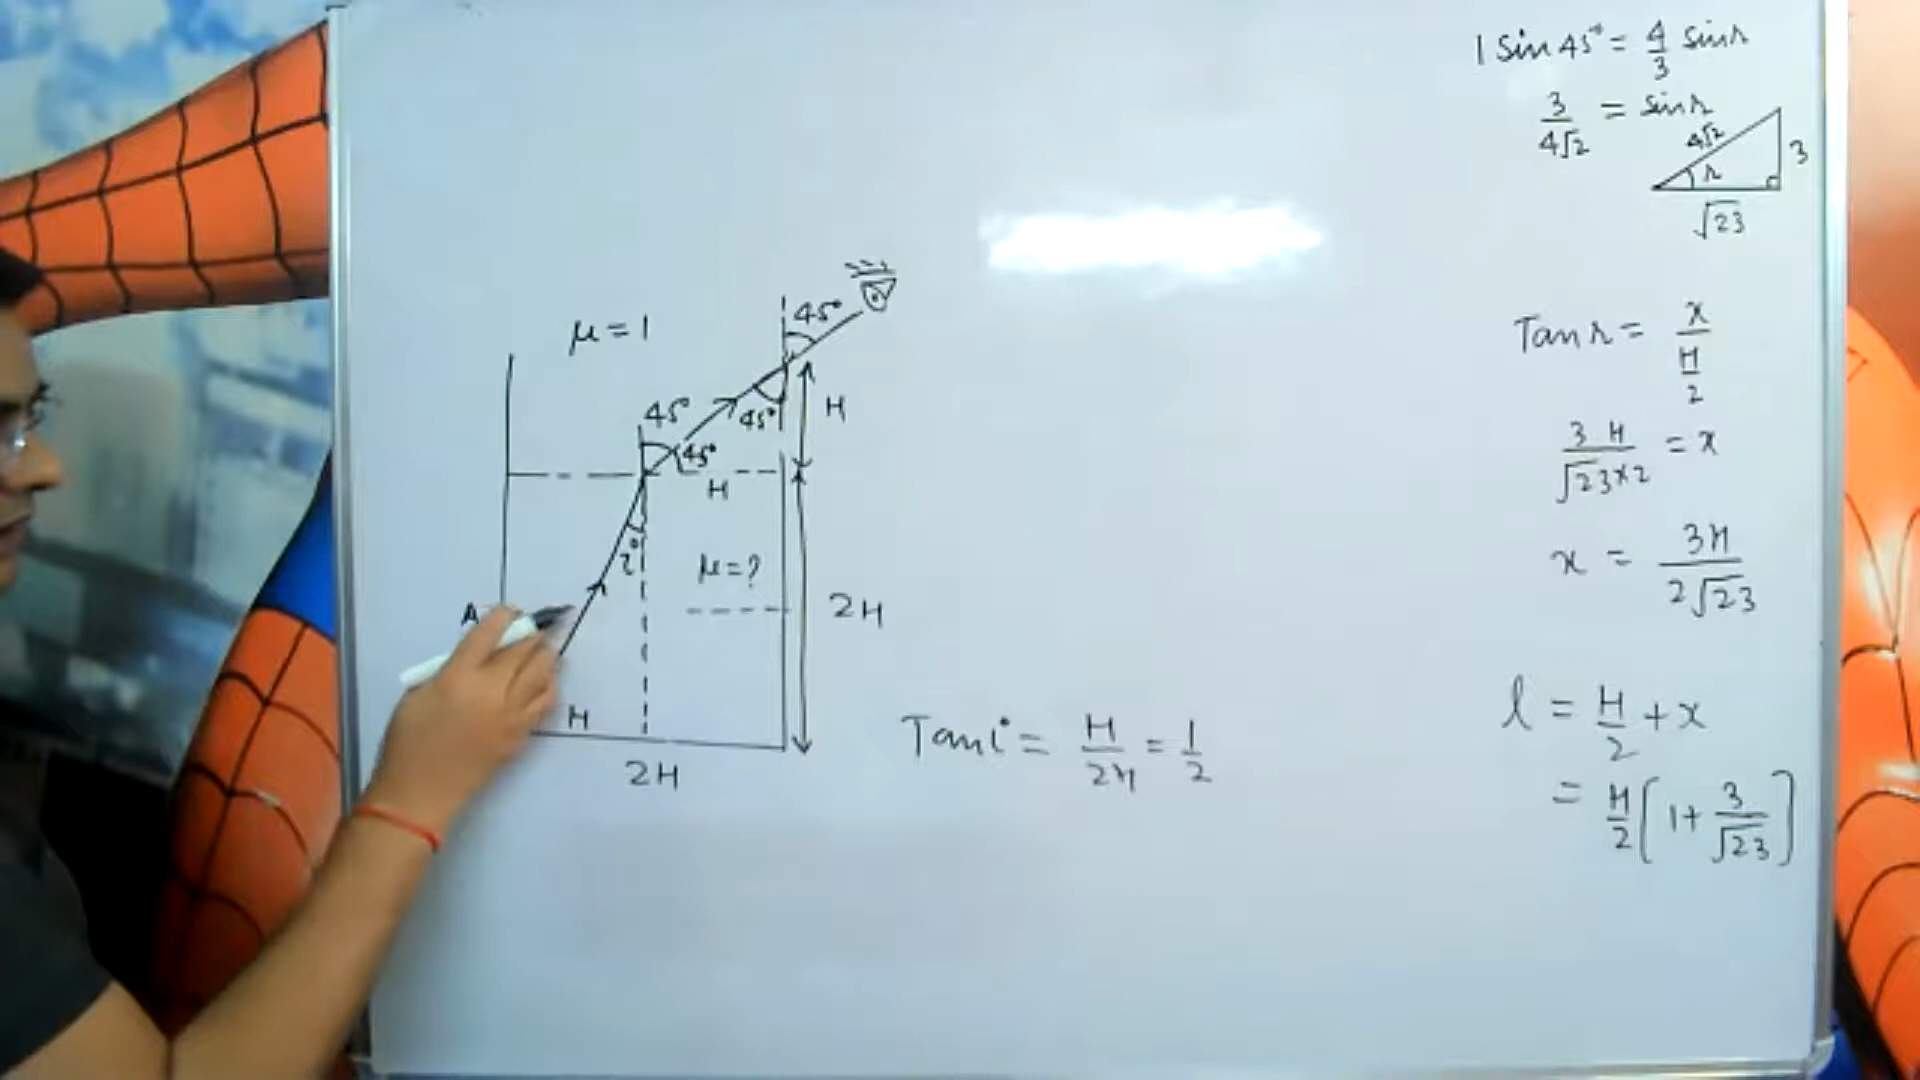 μ = 1
45°
45°
45°
45°
H
H
i
μ = ?
A
2H
H
2H
Tan i = H/2H = 1/2
1 Sin 45° = 4/3 sin r
3/4√2 = sin r
4√2
3
r
√23
Tan r = x/(H/2)
3H/√23×2 = x
x = 3H/2√23
l = H/2 + x
= H/2 [1 + 3/√23]